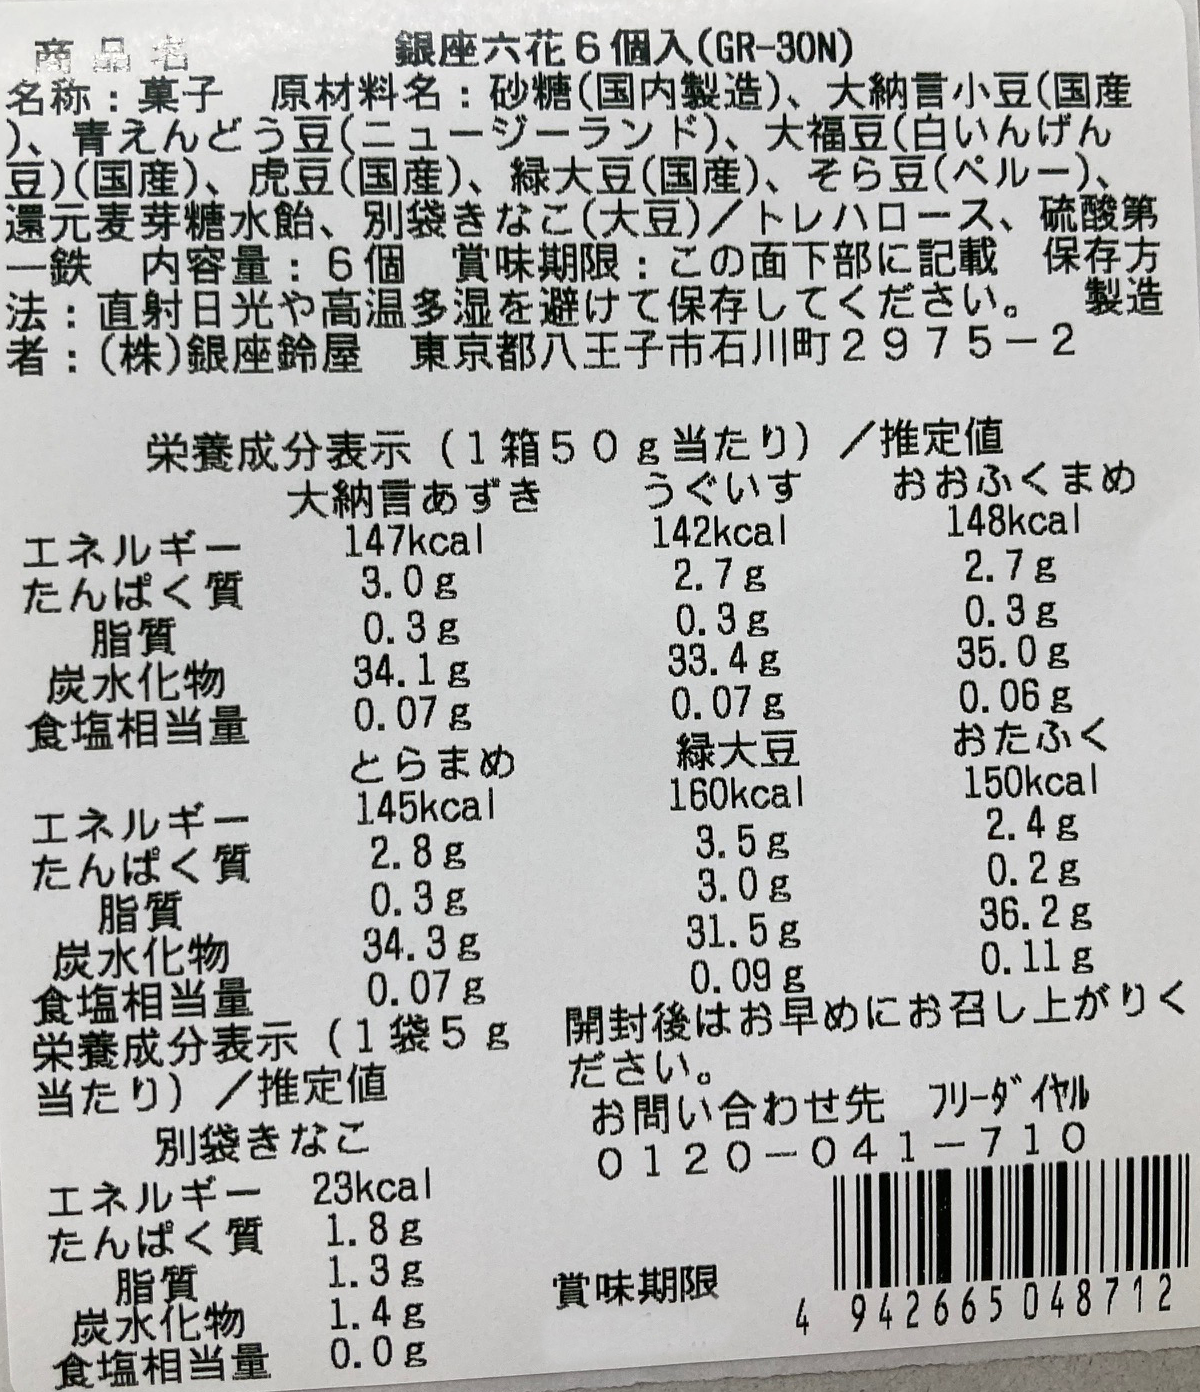 商品名 銀座六花6個入(GR-30N)
名称:菓子 原材料名:砂糖(国内製造)、大納言小豆(国産
)、青えんどう豆(ニュージーランド)、大福豆(白いんげん
豆)(国産)、虎豆(国産)、緑大豆(国産)、そら豆(ペルー)、
還元麦芽糖水飴、別袋きなこ(大豆)/トレハロース、硫酸第
一鉄 内容量:6個 賞味期限:この面下部に記載 保存方
法:直射日光や高温多湿を避けて保存してください。 製造
者:(株)銀座鈴屋 東京都八王子市石川町2975-2
栄養成分表示(1箱50g当たり)/推定値
大納言あずき うぐいす おおふくまめ
エネルギー 147kcal 142kcal 148kcal
たんぱく質 3.0g 2.7g 2.7g
脂質 0.3g 0.3g 0.3g
炭水化物 34.1g 33.4g 35.0g
食塩相当量 0.07g 0.07g 0.06g
とらまめ 緑大豆 おたふく
エネルギー 145kcal 160kcal 150kcal
たんぱく質 2.8g 3.5g 2.4g
脂質 0.3g 3.0g 0.2g
炭水化物 34.3g 31.5g 36.2g
食塩相当量 0.07g 0.09g 0.11g
栄養成分表示(1袋5g
当たり)/推定値
別袋きなこ
エネルギー 23kcal
たんぱく質 1.8g
脂質 1.3g
炭水化物 1.4g
食塩相当量 0.0g
開封後はお早めにお召し上がりく
ださい。
お問い合わせ先 フリーダイヤル
0120-041-710
賞味期限
4 942665 048712